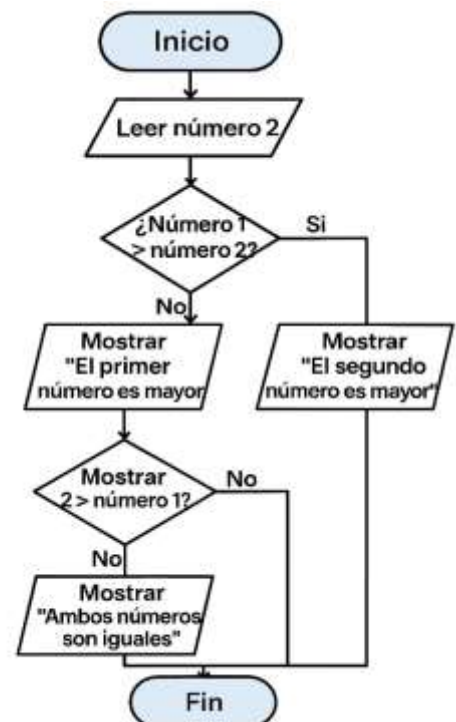 Inicio
Leer número 2
¿Número 1
> número 2?
Si
No
Mostrar
"El primer
número es mayor
Mostrar
"El segundo
número es mayor"
Mostrar
2 > número 1?
No
No
Mostrar
"Ambos números
son iguales"
Fin